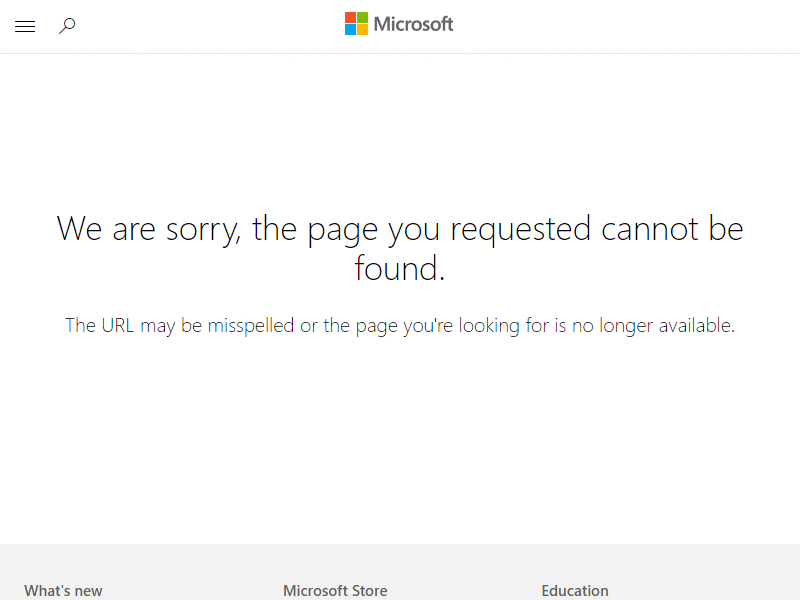 Microsoft
We are sorry, the page you requested cannot be
found.
The URL may be misspelled or the page you're looking for is no longer available.
What's new
Microsoft Store
Education